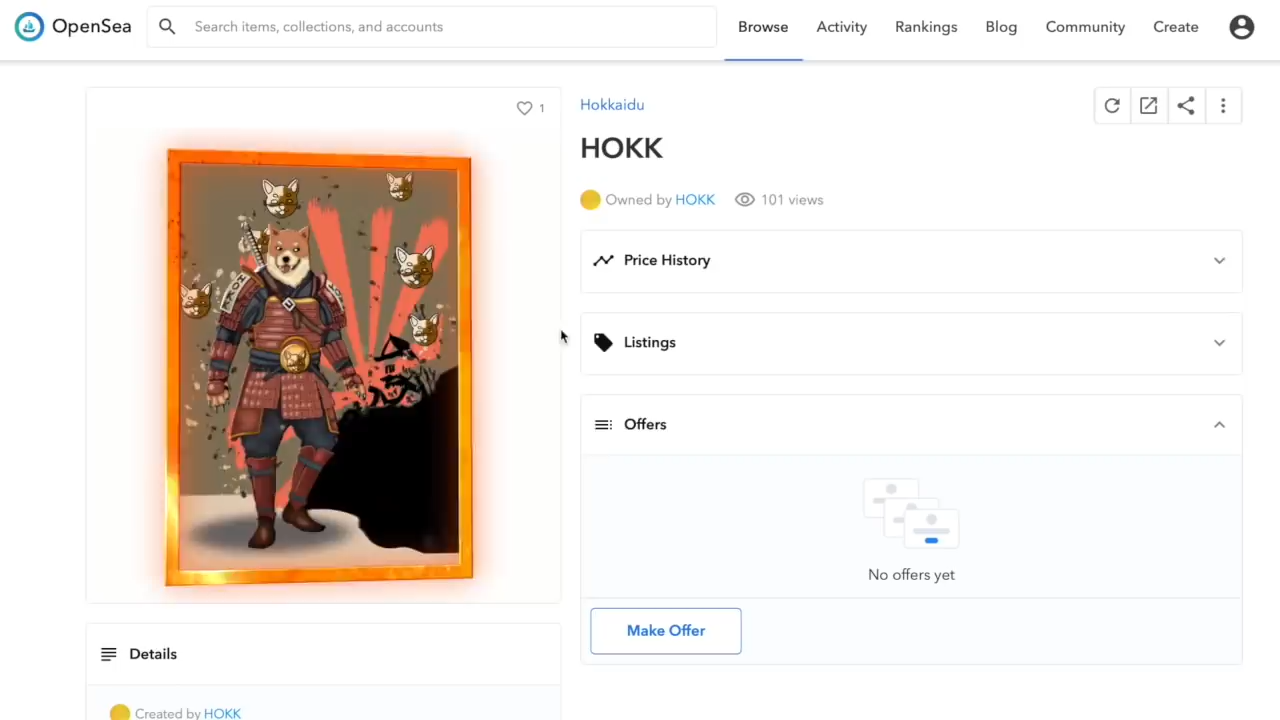 OpenSea
Search items, collections, and accounts
Browse
Activity
Rankings
Blog
Community
Create
1
Hokkaidu
HOKK
Owned by HOKK
101 views
Price History
Listings
Offers
No offers yet
Make Offer
HOKK
Details
Created by HOKK